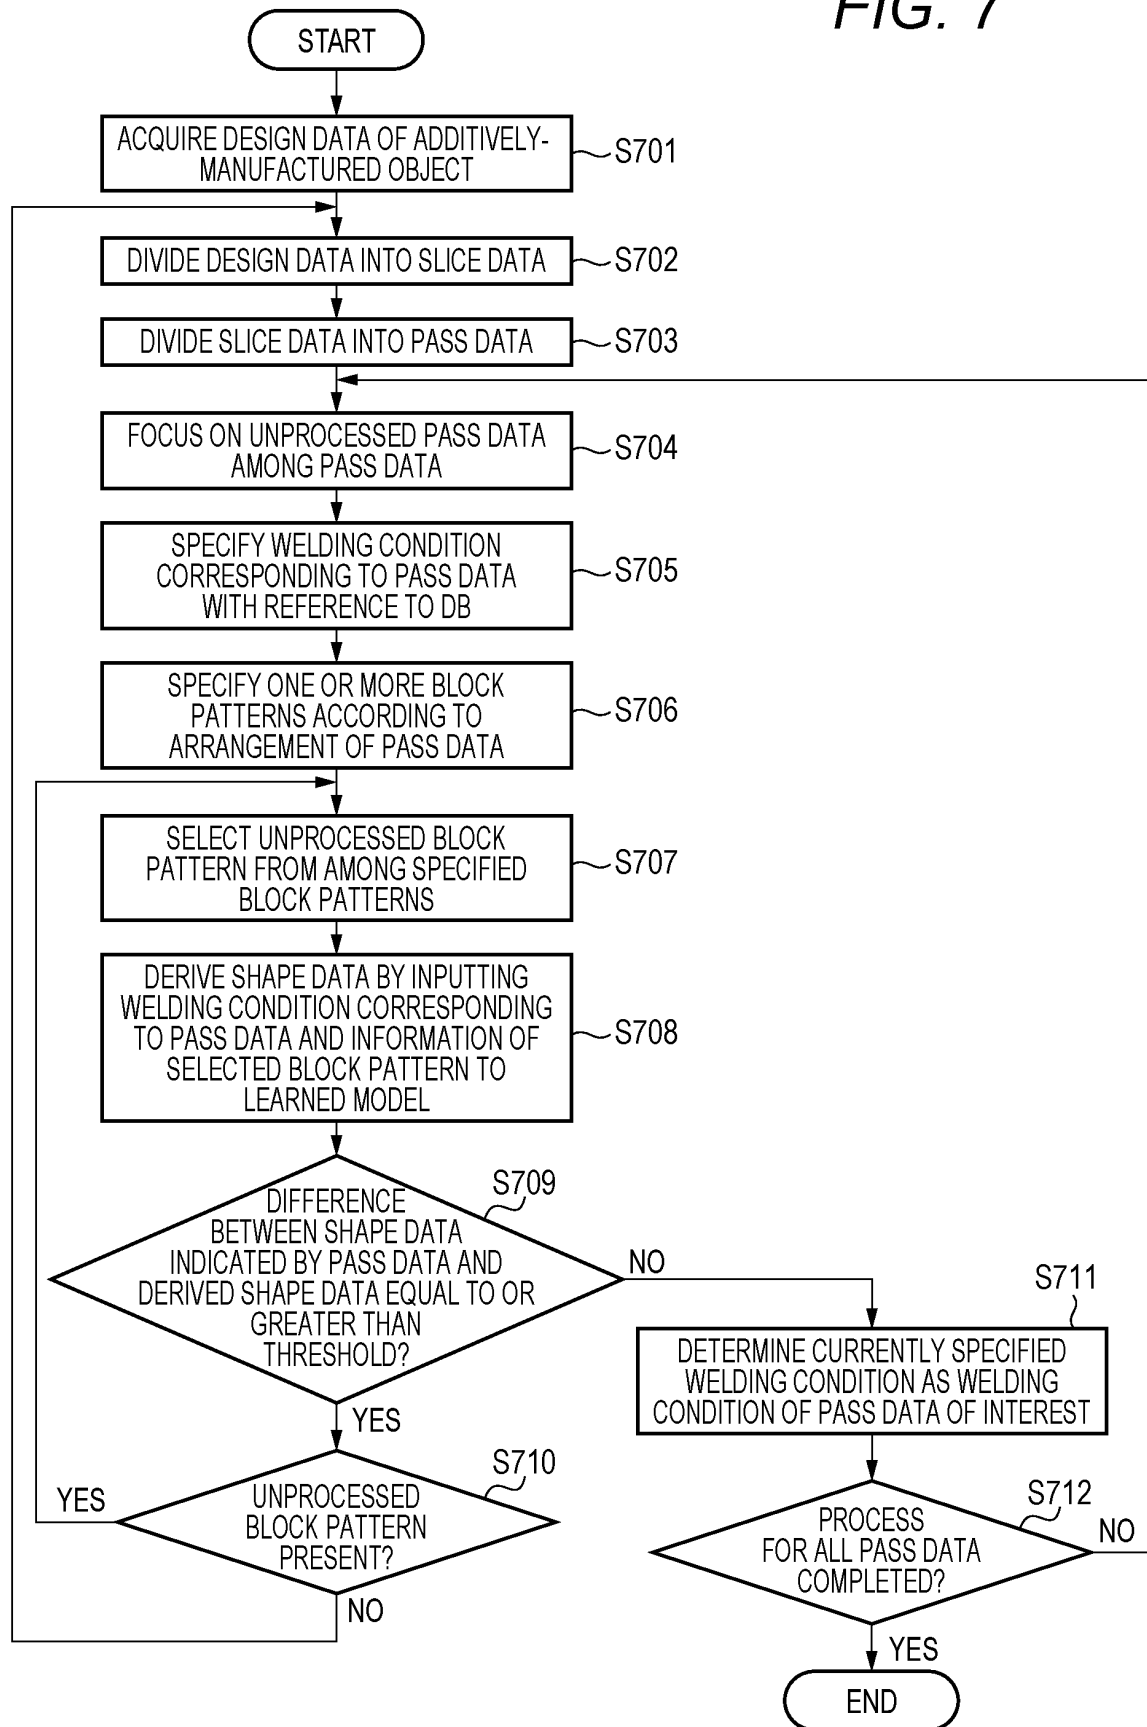 FIG. 7
START
ACQUIRE DESIGN DATA OF ADDITIVELY-
MANUFACTURED OBJECT
S701
DIVIDE DESIGN DATA INTO SLICE DATA
S702
DIVIDE SLICE DATA INTO PASS DATA
S703
FOCUS ON UNPROCESSED PASS DATA
AMONG PASS DATA
S704
SPECIFY WELDING CONDITION
CORRESPONDING TO PASS DATA
WITH REFERENCE TO DB
S705
SPECIFY ONE OR MORE BLOCK
PATTERNS ACCORDING TO
ARRANGEMENT OF PASS DATA
S706
SELECT UNPROCESSED BLOCK
PATTERN FROM AMONG SPECIFIED
BLOCK PATTERNS
S707
DERIVE SHAPE DATA BY INPUTTING
WELDING CONDITION CORRESPONDING
TO PASS DATA AND INFORMATION OF
SELECTED BLOCK PATTERN TO
LEARNED MODEL
S708
S709
DIFFERENCE
BETWEEN SHAPE DATA
INDICATED BY PASS DATA AND
DERIVED SHAPE DATA EQUAL TO OR
GREATER THAN
THRESHOLD?
NO
YES
S710
UNPROCESSED
BLOCK PATTERN
PRESENT?
YES
NO
S711
DETERMINE CURRENTLY SPECIFIED
WELDING CONDITION AS WELDING
CONDITION OF PASS DATA OF INTEREST
S712
PROCESS
FOR ALL PASS DATA
COMPLETED?
NO
YES
END